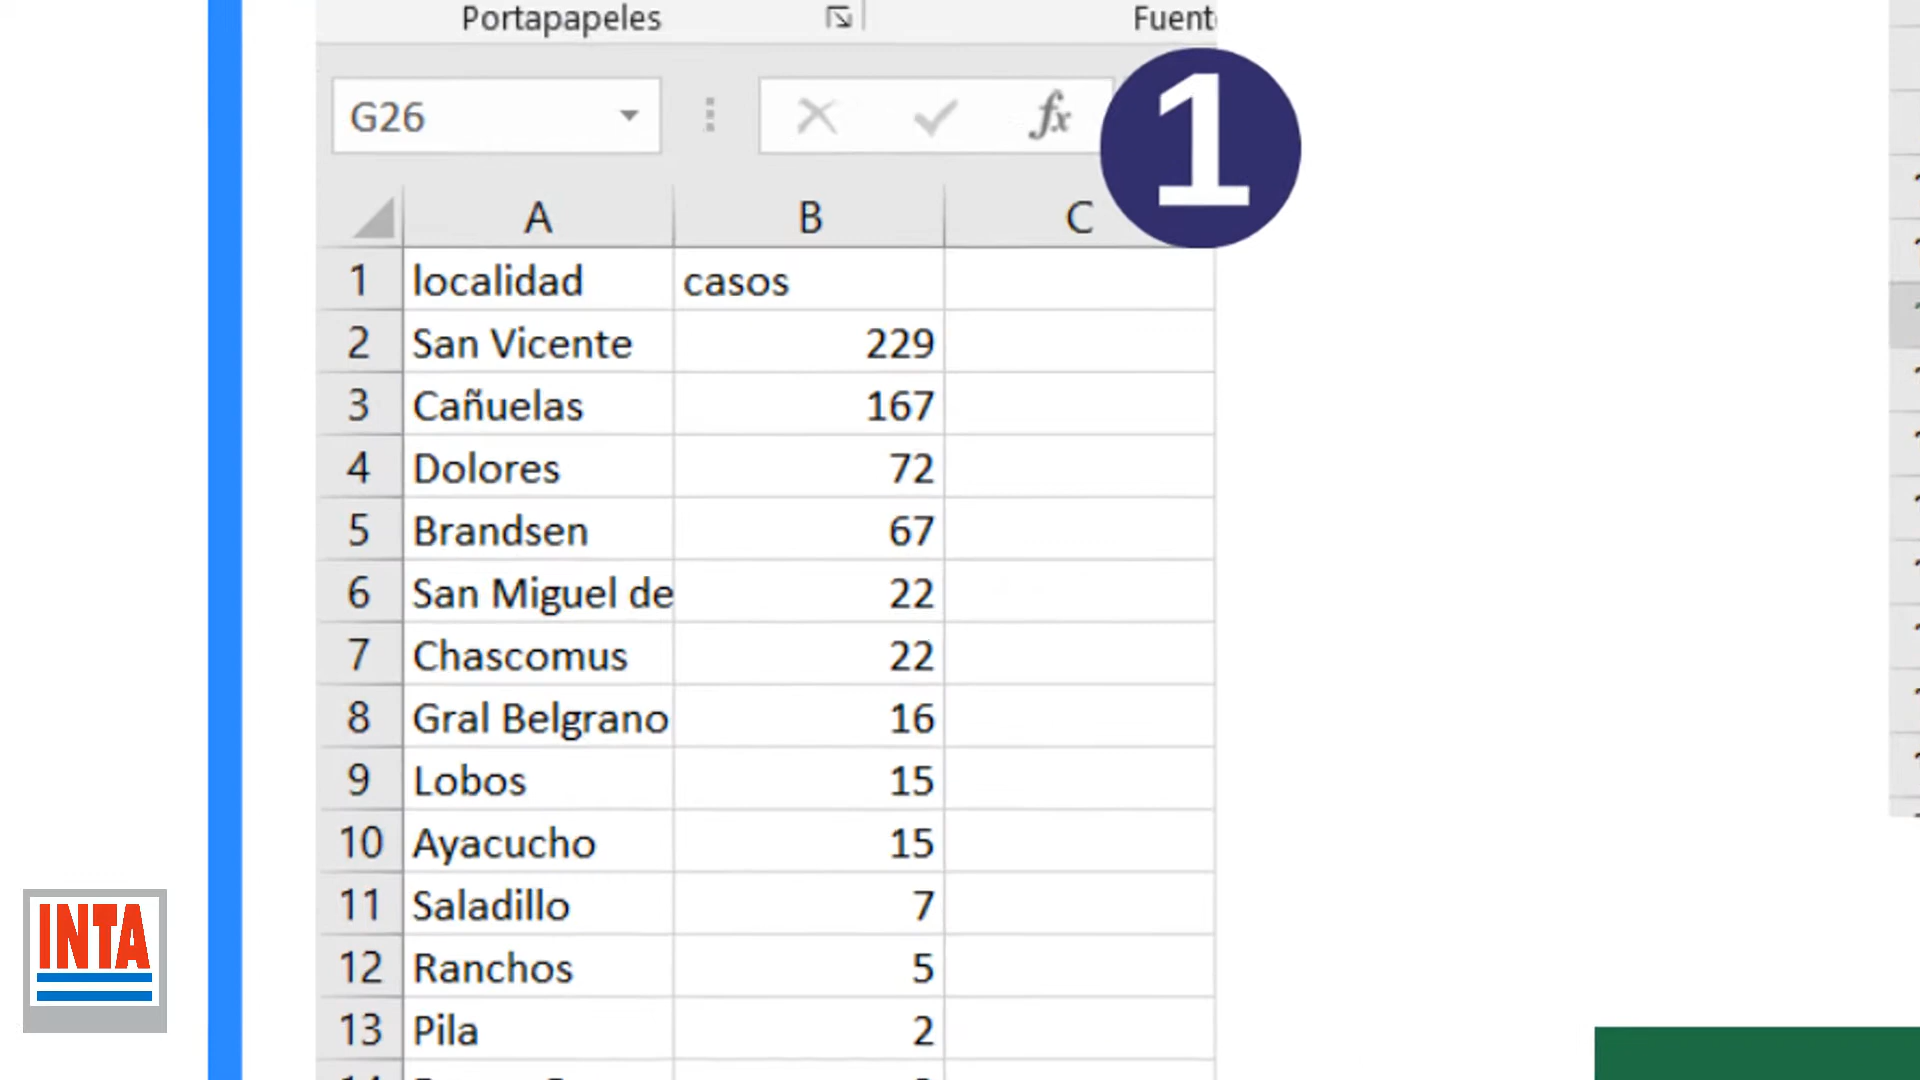 Portapapeles Fuent
G26 fx 1
A B C
1 localidad casos
2 San Vicente 229
3 Cañuelas 167
4 Dolores 72
5 Brandsen 67
6 San Miguel de 22
7 Chascomus 22
8 Gral Belgrano 16
9 Lobos 15
10 Ayacucho 15
11 Saladillo 7
12 Ranchos 5
13 Pila 2
INTA